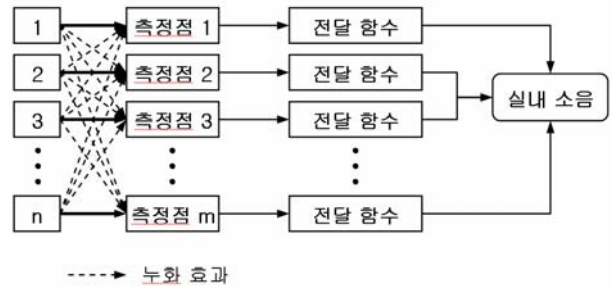 1 측정점 1 전달 함수
2 측정점 2 전달 함수
실내 소음
3 측정점 3 전달 함수
n 측정점 m 전달 함수
누화 효과